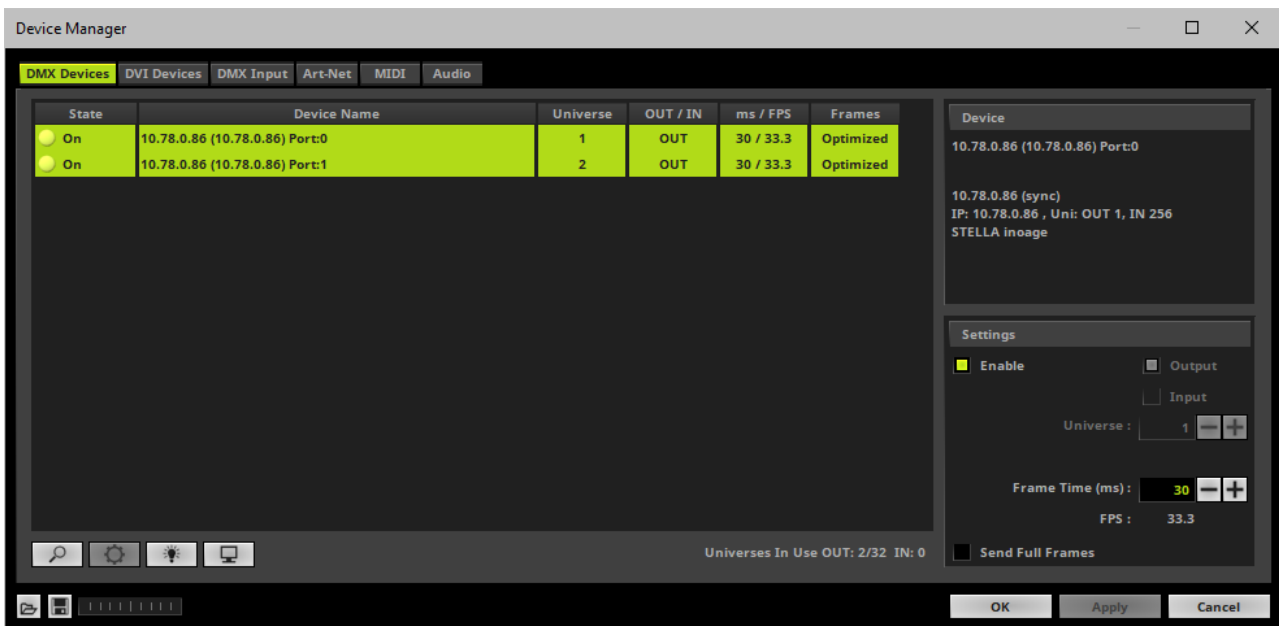 Device Manager
DMX Devices DVI Devices DMX Input Art-Net MIDI Audio
State Device Name Universe OUT / IN ms / FPS Frames
On 10.78.0.86 (10.78.0.86) Port:0 1 OUT 30 / 33.3 Optimized
On 10.78.0.86 (10.78.0.86) Port:1 2 OUT 30 / 33.3 Optimized
Universes In Use OUT: 2/32 IN: 0
Device
10.78.0.86 (10.78.0.86) Port:0
10.78.0.86 (sync)
IP: 10.78.0.86 , Uni: OUT 1, IN 256
STELLA inoage
Settings
Enable Output
Input
Universe : 1
Frame Time (ms) : 30
FPS : 33.3
Send Full Frames
OK Apply Cancel